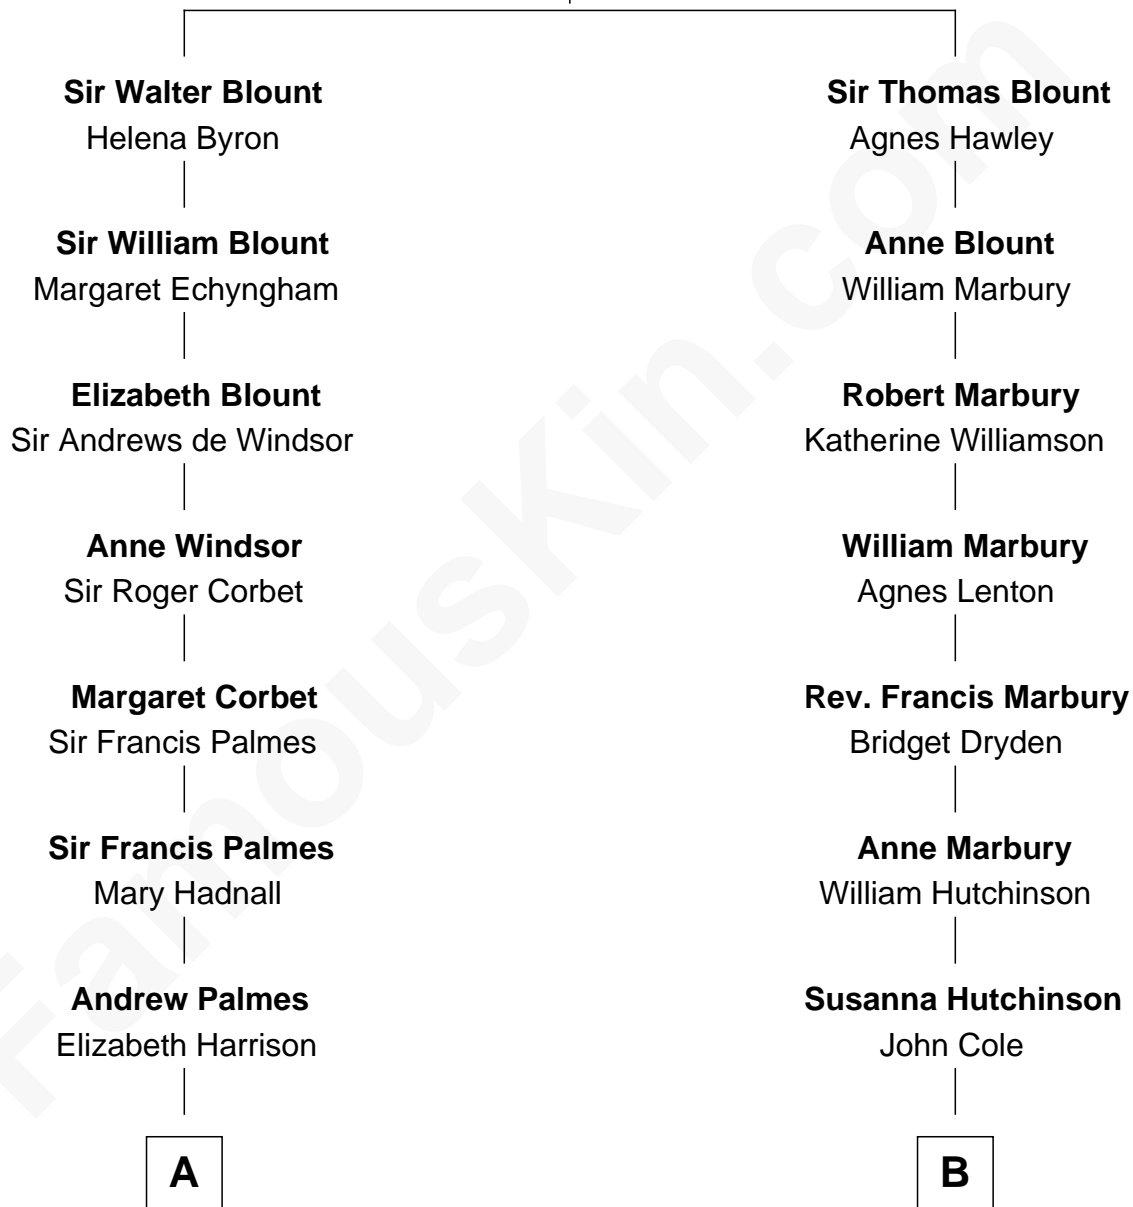 Sir Walter Blount
Helena Byron
Sir William Blount
Margaret Echyngham
Elizabeth Blount
Sir Andrews de Windsor
Anne Windsor
Sir Roger Corbet
Margaret Corbet
Sir Francis Palmes
Sir Francis Palmes
Mary Hadnall
Andrew Palmes
Elizabeth Harrison
A
Sir Thomas Blount
Agnes Hawley
Anne Blount
William Marbury
Robert Marbury
Katherine Williamson
William Marbury
Agnes Lenton
Rev. Francis Marbury
Bridget Dryden
Anne Marbury
William Hutchinson
Susanna Hutchinson
John Cole
B
FamousKin.com